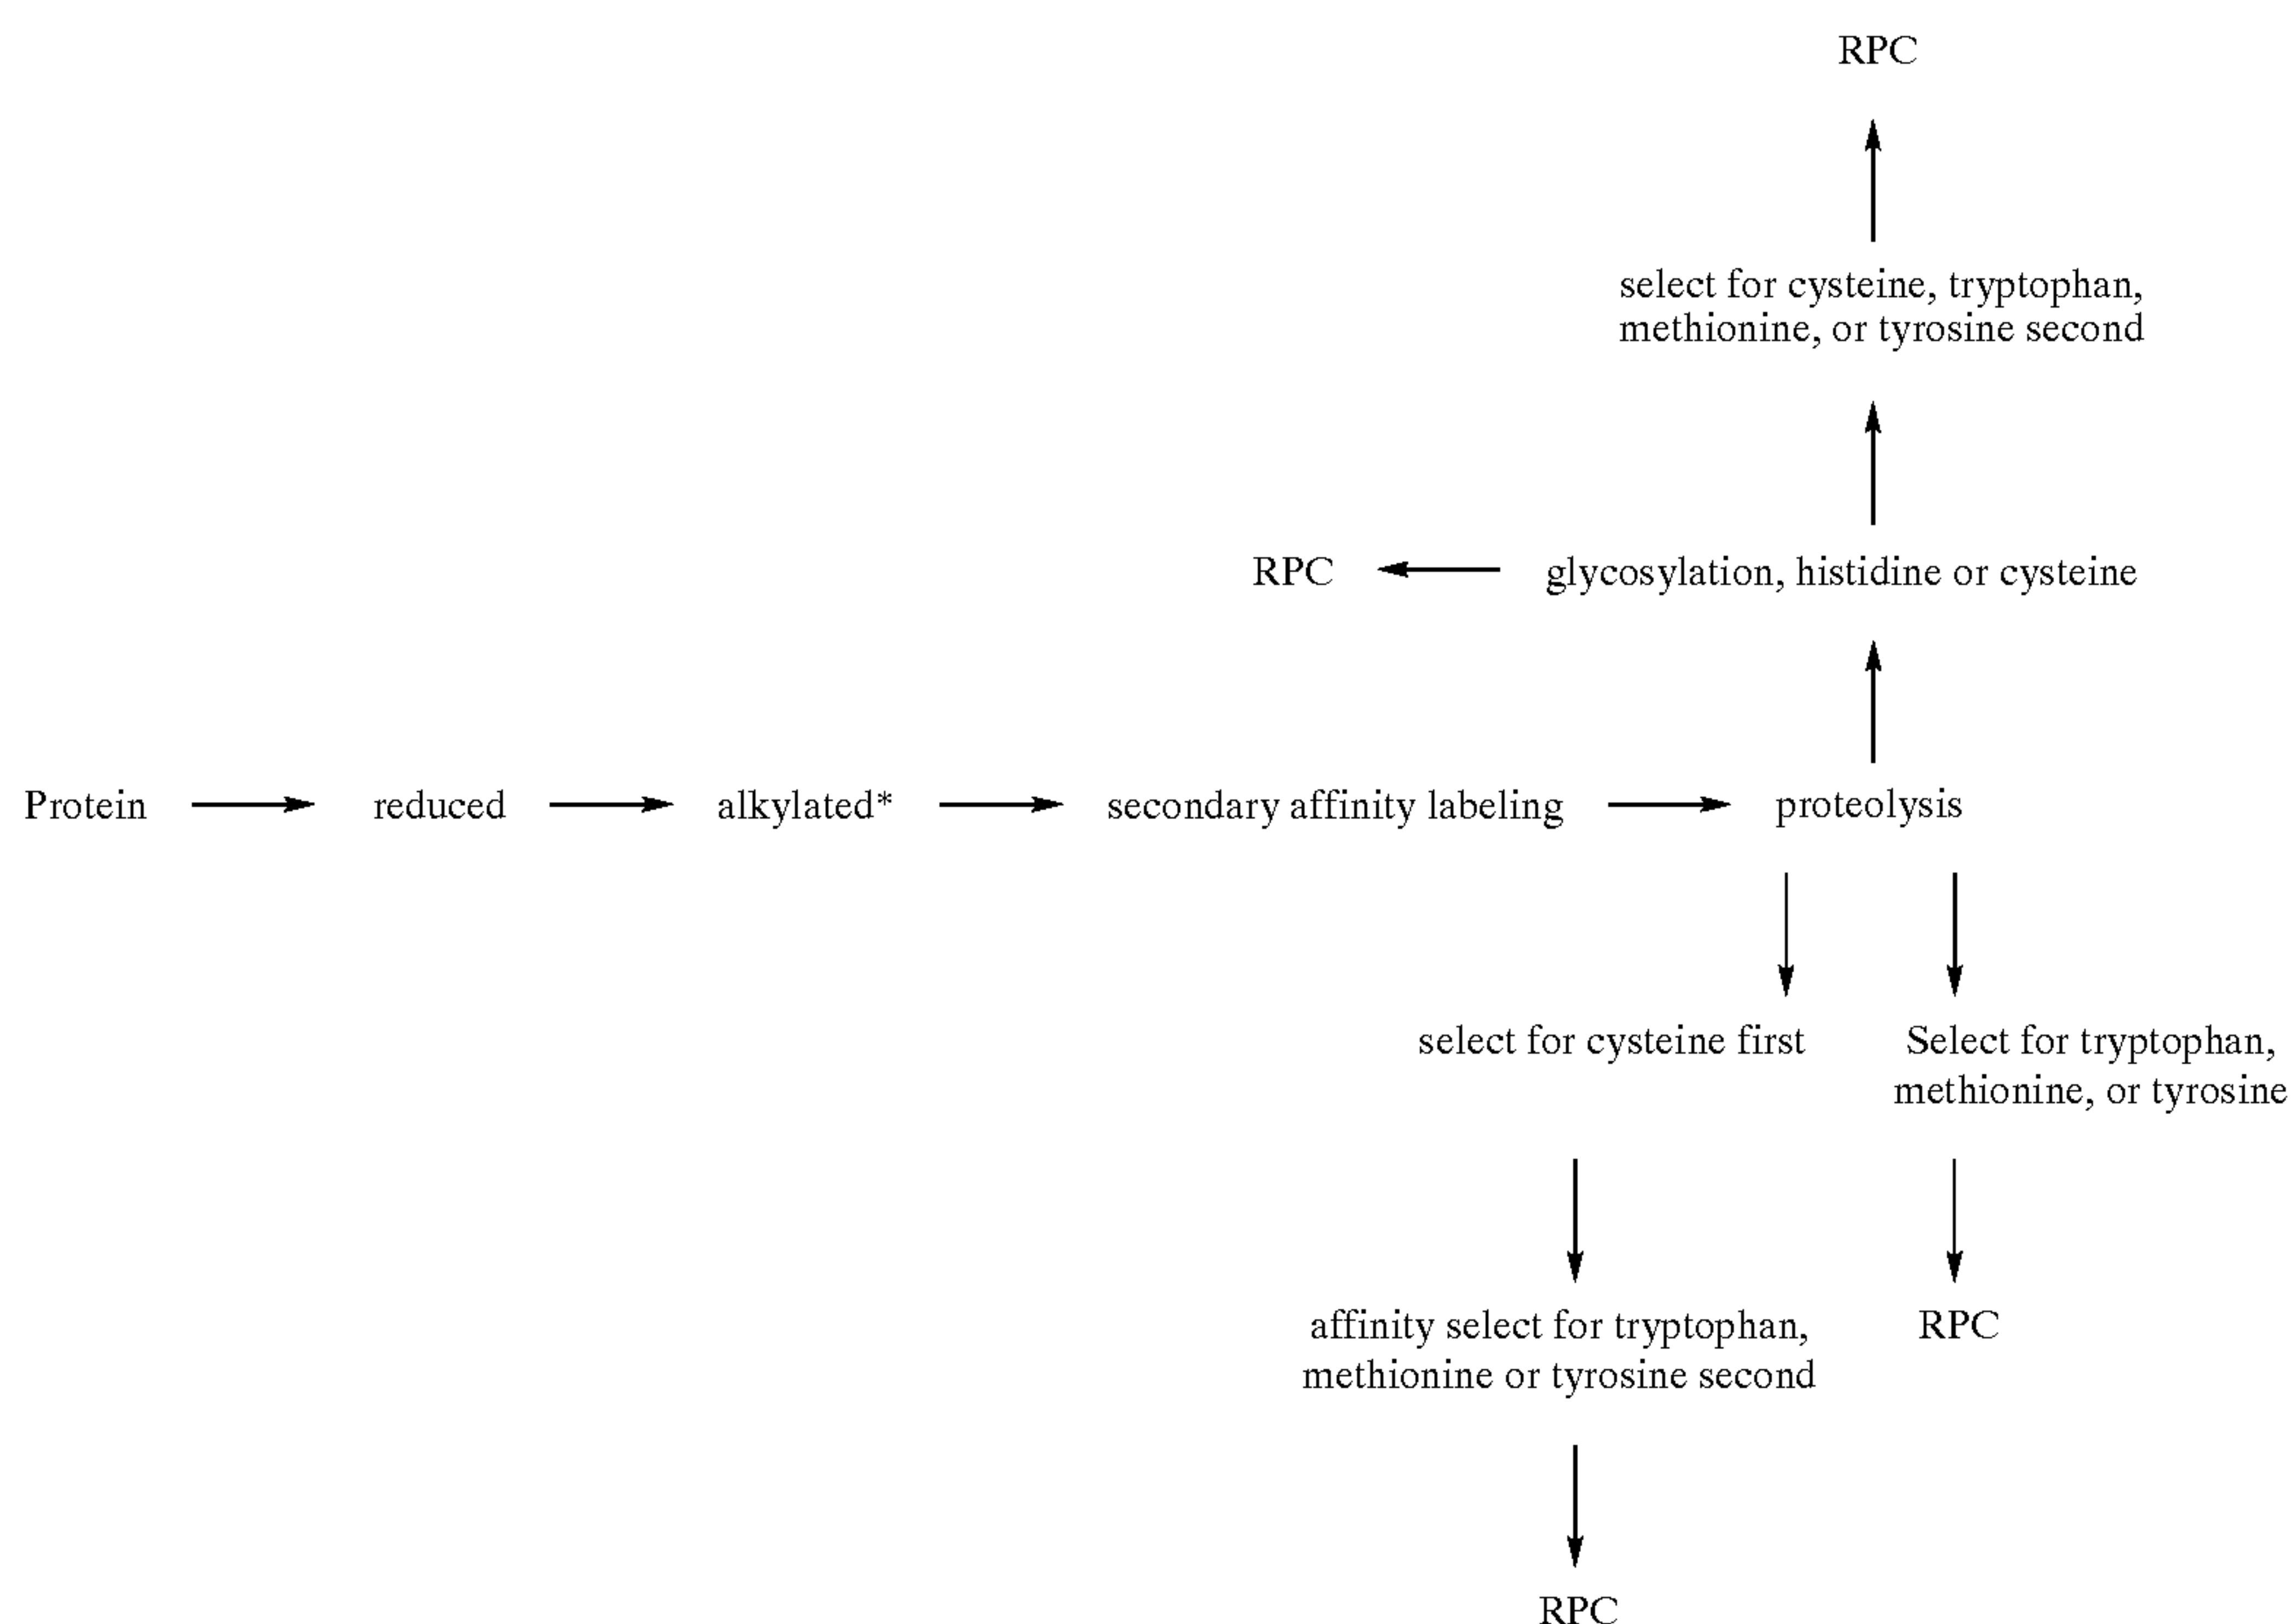 RPC
select for cysteine, tryptophan,
methionine, or tyrosine second
RPC
glycosylation, histidine or cysteine
Protein
reduced
alkylated*
secondary affinity labeling
proteolysis
select for cysteine first
Select for tryptophan,
methionine, or tyrosine
affinity select for tryptophan,
methionine or tyrosine second
RPC
RPC